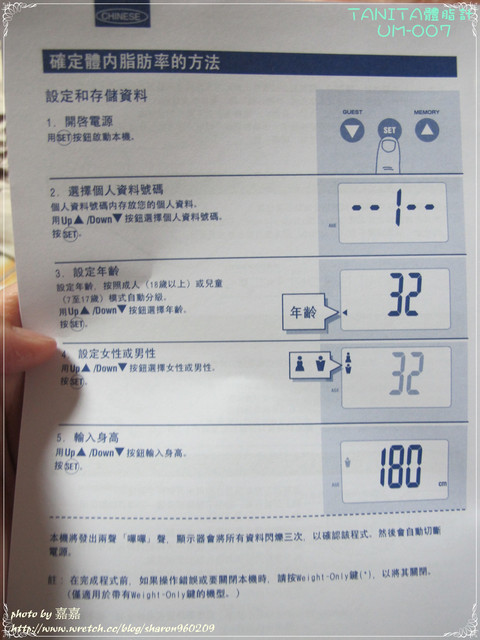 TANITA體脂計
UM-007
CHINESE
確定體内脂肪率的方法
設定和存儲資料
1. 開啓電源
用SET按鈕啟動本機。
GUEST
MEMORY
SET
2. 選擇個人資料號碼
個人資料號碼内存放您的個人資料。
用Up▲ /Down▼ 按鈕選擇個人資料號碼。
按SET。
--1--
AGE
3. 設定年齡
設定年齡，按照成人（18歲以上）或兒童
（7至17歲）模式自動分級。
用Up▲ /Down▼ 按鈕選擇年齡。
按SET。
年齡
32
4. 設定女性或男性
用Up▲ /Down▼ 按鈕選擇女性或男性。
按SET。
32
AGE
5. 輸入身高
用Up▲ /Down▼ 按鈕輸入身高。
按SET。
180
cm
AGE
本機將發出兩聲「嗶嗶」聲，顯示器會將所有資料閃爍三次，以確認該程式。然後會自動切斷
電源。
註：在完成程式前，如果操作錯誤或要關閉本機時，請按Weight-Only鍵(*)，以將其關閉。
（僅適用於帶有Weight-Only鍵的機型。）
photo by 嘉嘉
http://www.wretch.cc/blog/sharon960209